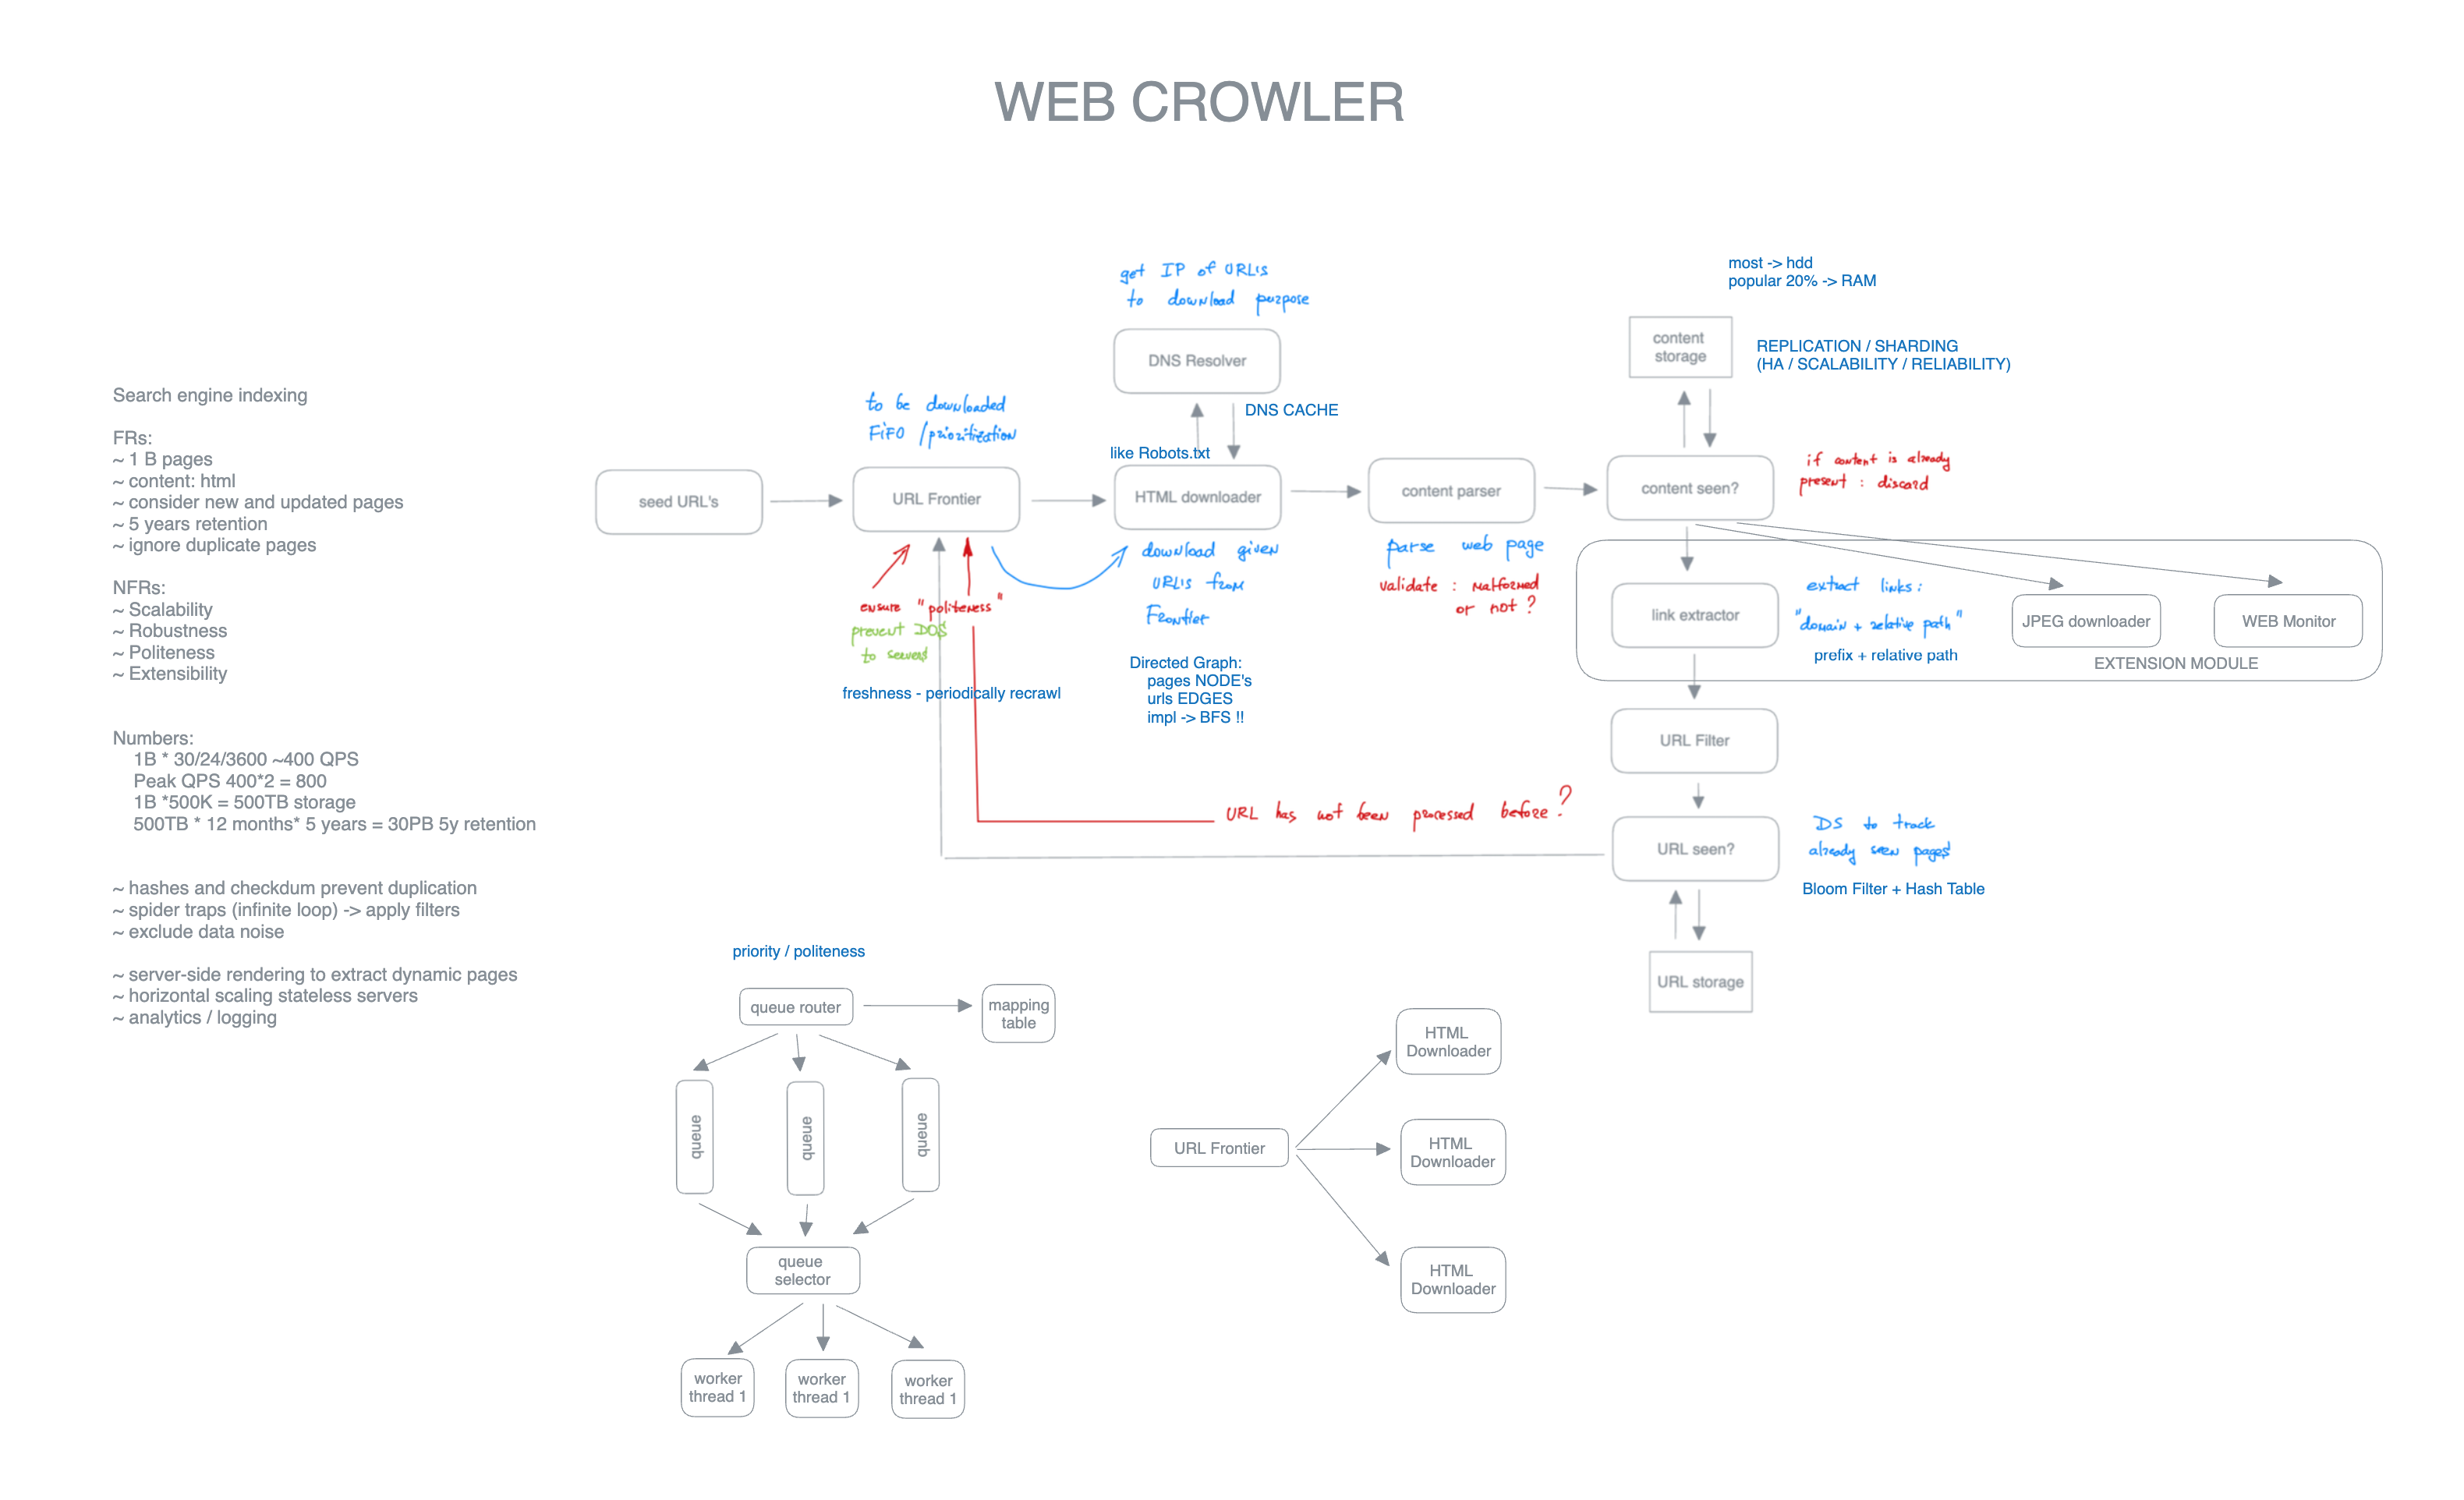 WEB CROWLER
Search engine indexing
FRs:
~ 1 B pages
~ content: html
~ consider new and updated pages
~ 5 years retention
~ ignore duplicate pages
NFRs:
~ Scalability
~ Robustness
~ Politeness
~ Extensibility
Numbers:
1B * 30/24/3600 ~400 QPS
Peak QPS 400*2 = 800
1B *500K = 500TB storage
500TB * 12 months* 5 years = 30PB 5y retention
~ hashes and checkdum prevent duplication
~ spider traps (infinite loop) -> apply filters
~ exclude data noise
~ server-side rendering to extract dynamic pages
~ horizontal scaling stateless servers
~ analytics / logging
seed URL's
to be downloaded
FIFO / prioritization
URL Frontier
ensure "politeness"
prevent DOS
to servers
freshness - periodically recrawl
get IP of URL's
to download purpose
DNS Resolver
DNS CACHE
like Robots.txt
HTML downloader
download given
URL's from
Frontier
Directed Graph:
pages NODE's
urls EDGES
impl -> BFS !!
content parser
parse web page
validate : malformed
or not ?
most -> hdd
popular 20% -> RAM
content
storage
REPLICATION / SHARDING
(HA / SCALABILITY / RELIABILITY)
content seen?
if content is already
present : discard
link extractor
extract links :
"domain + relative path"
prefix + relative path
JPEG downloader
WEB Monitor
EXTENSION MODULE
URL Filter
URL has not been processed before ?
URL seen?
DS to track
already seen pages
Bloom Filter + Hash Table
URL storage
priority / politeness
queue router
mapping
table
queue
queue
queue
queue
selector
worker
thread 1
worker
thread 1
worker
thread 1
URL Frontier
HTML
Downloader
HTML
Downloader
HTML
Downloader